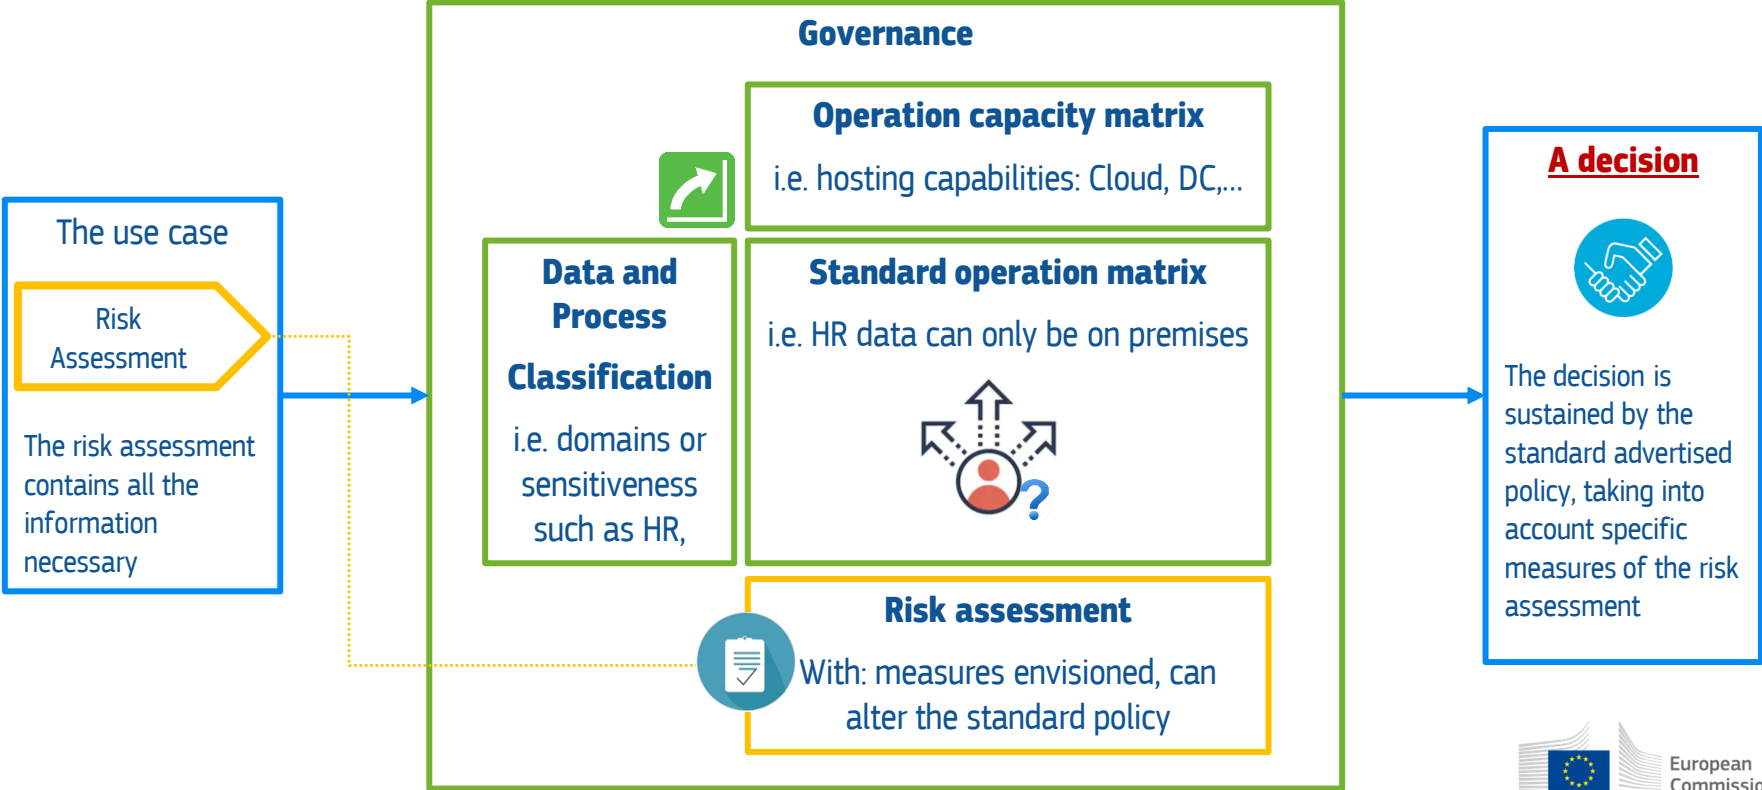 Governance
Operation capacity matrix
i.e. hosting capabilities: Cloud, DC,...
The use case
Risk
Assessment
The risk assessment
contains all the
information
necessary
Data and
Process
Classification
i.e. domains or
sensitiveness
such as HR,
Standard operation matrix
i.e. HR data can only be on premises
?
Risk assessment
With: measures envisioned, can
alter the standard policy
A decision
The decision is
sustained by the
standard advertised
policy, taking into
account specific
measures of the risk
assessment
European
Commissio